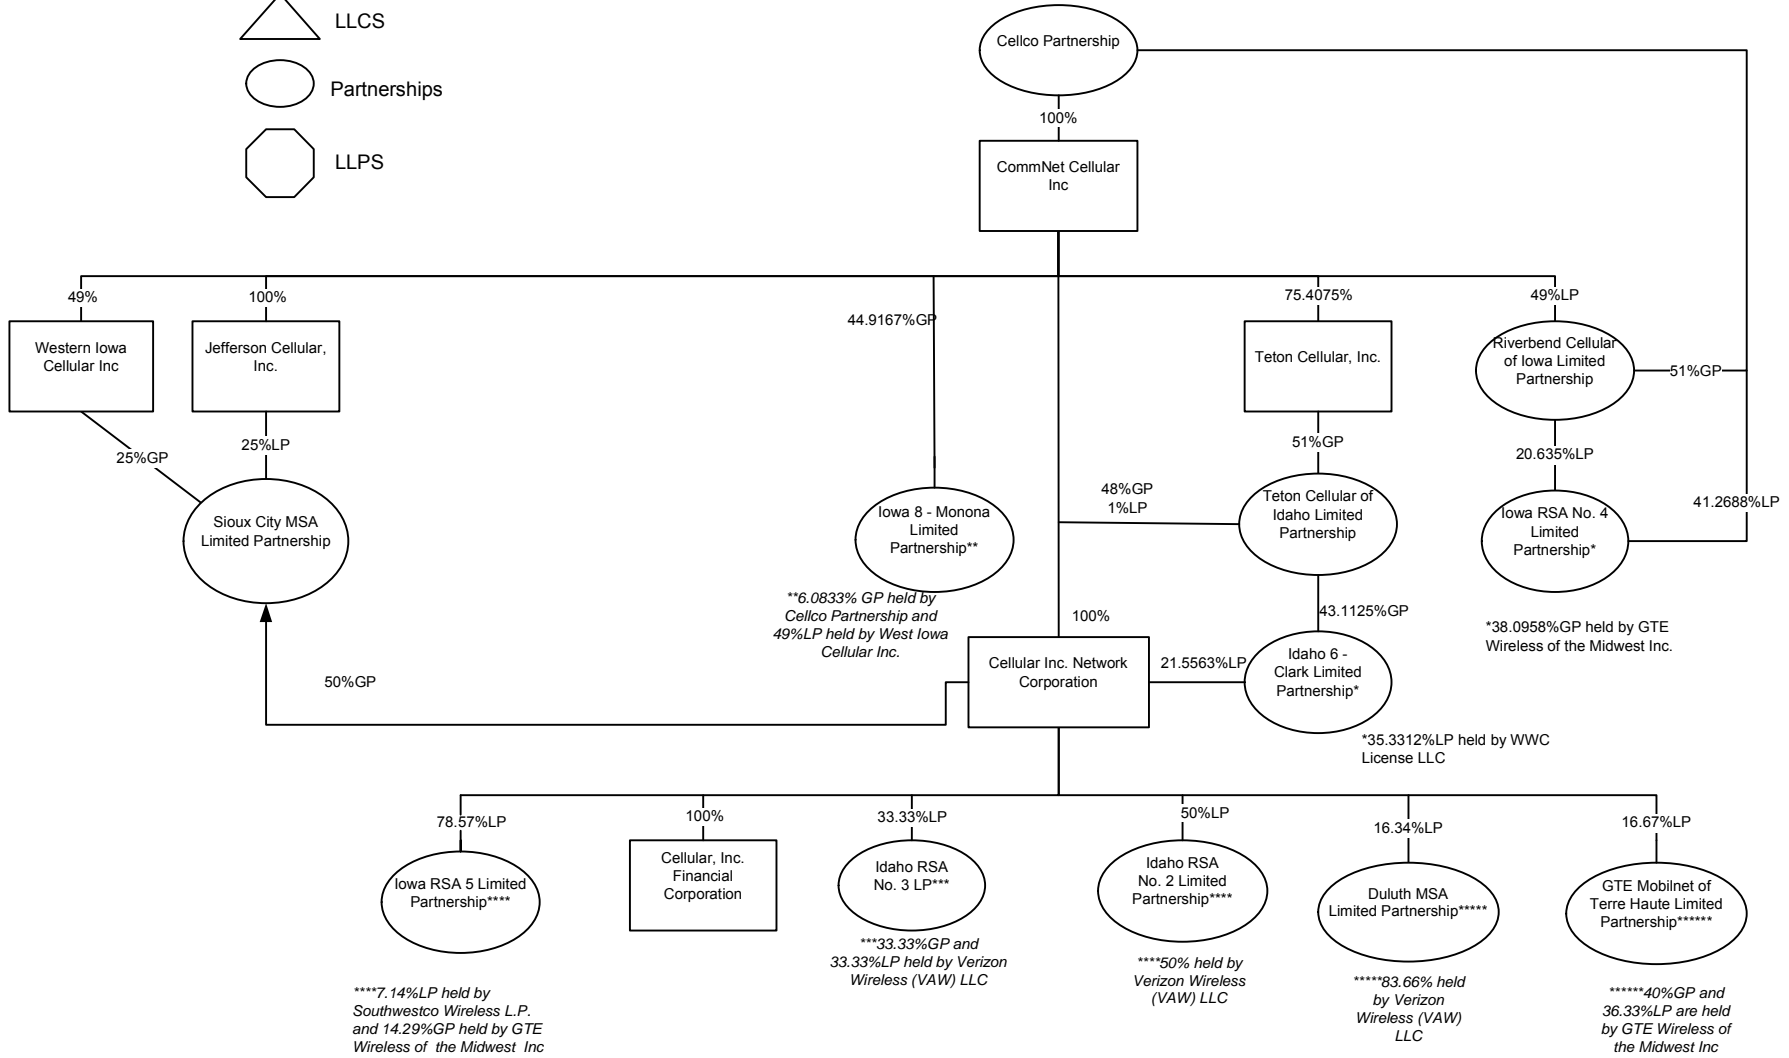 LLCS
Partnerships
LLPS
Cellco Partnership
100%
CommNet Cellular
Inc
49%
100%
44.9167%GP
75.4075%
49%LP
Western Iowa
Cellular Inc
Jefferson Cellular,
Inc.
Teton Cellular, Inc.
Riverbend Cellular
of Iowa Limited
Partnership
51%GP
25%GP
25%LP
51%GP
20.635%LP
41.2688%LP
Sioux City MSA
Limited Partnership
Iowa 8 - Monona
Limited
Partnership**
48%GP
1%LP
Teton Cellular of
Idaho Limited
Partnership
Iowa RSA No. 4
Limited
Partnership*
**6.0833% GP held by
Cellco Partnership and
49%LP held by West Iowa
Cellular Inc.
100%
43.1125%GP
*38.0958%GP held by GTE
Wireless of the Midwest Inc.
50%GP
Cellular Inc. Network
Corporation
21.5563%LP
Idaho 6 -
Clark Limited
Partnership*
*35.3312%LP held by WWC
License LLC
78.57%LP
100%
33.33%LP
50%LP
16.34%LP
16.67%LP
Iowa RSA 5 Limited
Partnership****
Cellular, Inc.
Financial
Corporation
Idaho RSA
No. 3 LP***
Idaho RSA
No. 2 Limited
Partnership****
Duluth MSA
Limited Partnership*****
GTE Mobilnet of
Terre Haute Limited
Partnership******
****7.14%LP held by
Southwestco Wireless L.P.
and 14.29%GP held by GTE
Wireless of the Midwest Inc
***33.33%GP and
33.33%LP held by Verizon
Wireless (VAW) LLC
****50% held by
Verizon Wireless
(VAW) LLC
*****83.66% held
by Verizon
Wireless (VAW)
LLC
******40%GP and
36.33%LP are held
by GTE Wireless of
the Midwest Inc